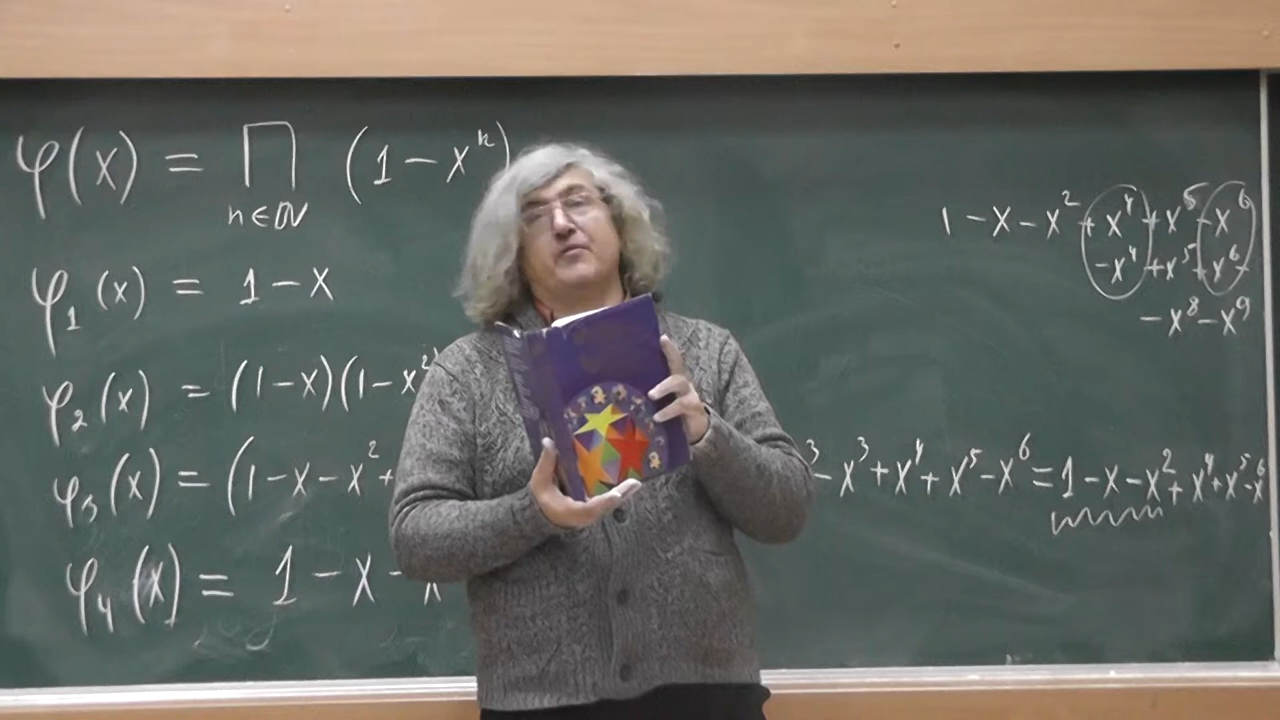 φ(x) = ∏ (1 − x^n)
n∈ℕ
φ₁(x) = 1 − x
φ₂(x) = (1−x)(1−x²)
φ₃(x) = (1−x−x²+
³−x³+x⁴+x⁵−x⁶=1−x−x²+x⁴+x⁵−x⁶
φ₄(x) = 1 − x −
1 − x − x² + x⁴ + x⁵ − x⁶
−x⁴ + x⁵ + x⁶ +
−x⁸ − x⁹